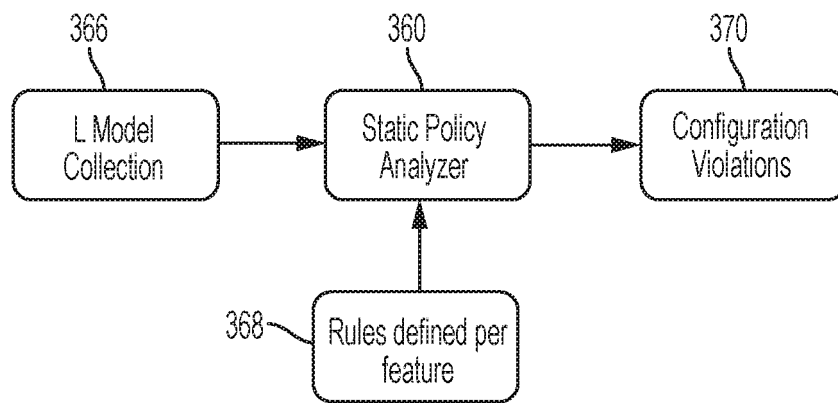 366
360
370
L Model
Collection
Static Policy
Analyzer
Configuration
Violations
368
Rules defined per
feature